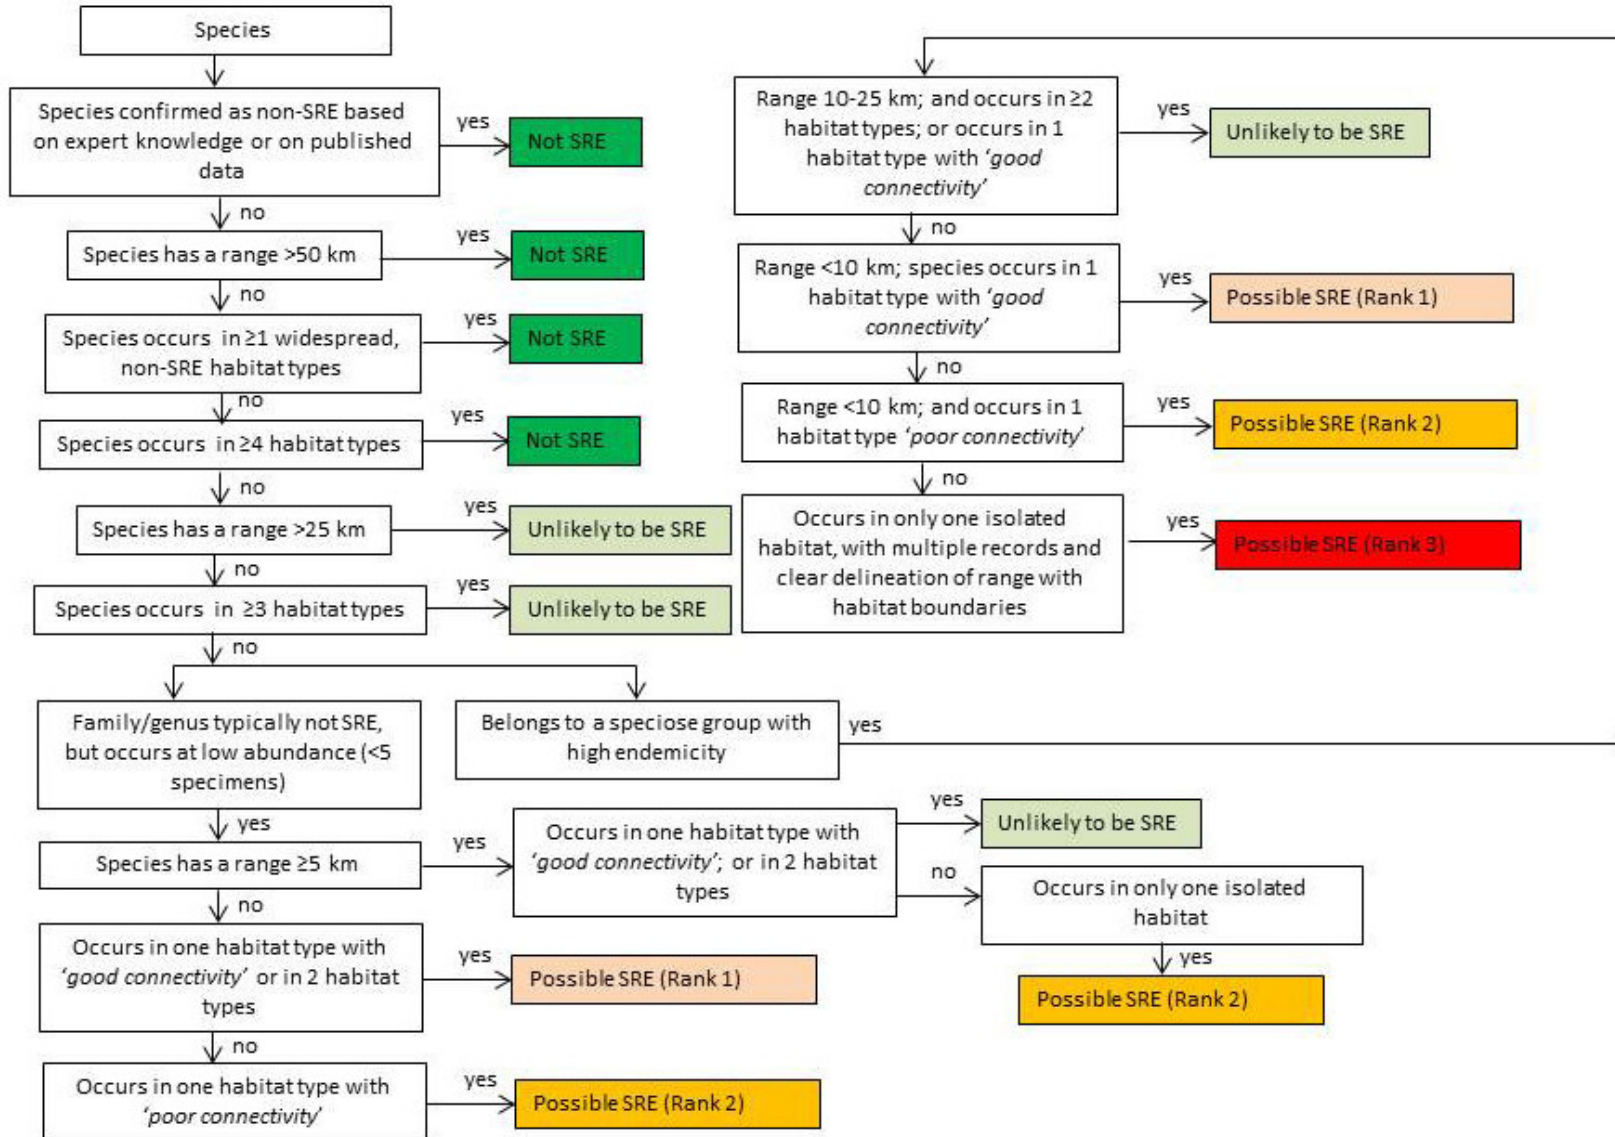 Species
Species confirmed as non-SRE based
on expert knowledge or on published
data
yes
Not SRE
no
Species has a range >50 km
yes
Not SRE
no
Species occurs in ≥1 widespread,
non-SRE habitat types
yes
Not SRE
no
Species occurs in ≥4 habitat types
yes
Not SRE
no
Species has a range >25 km
yes
Unlikely to be SRE
no
Species occurs in ≥3 habitat types
yes
Unlikely to be SRE
no
Family/genus typically not SRE,
but occurs at low abundance (<5
specimens)
yes
Species has a range ≥5 km
yes
Occurs in one habitat type with
‘good connectivity’; or in 2 habitat
types
yes
Unlikely to be SRE
no
Occurs in only one isolated
habitat
yes
Possible SRE (Rank 2)
no
Occurs in one habitat type with
‘good connectivity’ or in 2 habitat
types
yes
Possible SRE (Rank 1)
no
Occurs in one habitat type with
‘poor connectivity’
yes
Possible SRE (Rank 2)
Belongs to a speciose group with
high endemicity
yes
Range 10-25 km; and occurs in ≥2
habitat types; or occurs in 1
habitat type with ‘good
connectivity’
yes
Unlikely to be SRE
no
Range <10 km; species occurs in 1
habitat type with ‘good
connectivity’
yes
Possible SRE (Rank 1)
no
Range <10 km; and occurs in 1
habitat type ‘poor connectivity’
yes
Possible SRE (Rank 2)
no
Occurs in only one isolated
habitat, with multiple records and
clear delineation of range with
habitat boundaries
yes
Possible SRE (Rank 3)